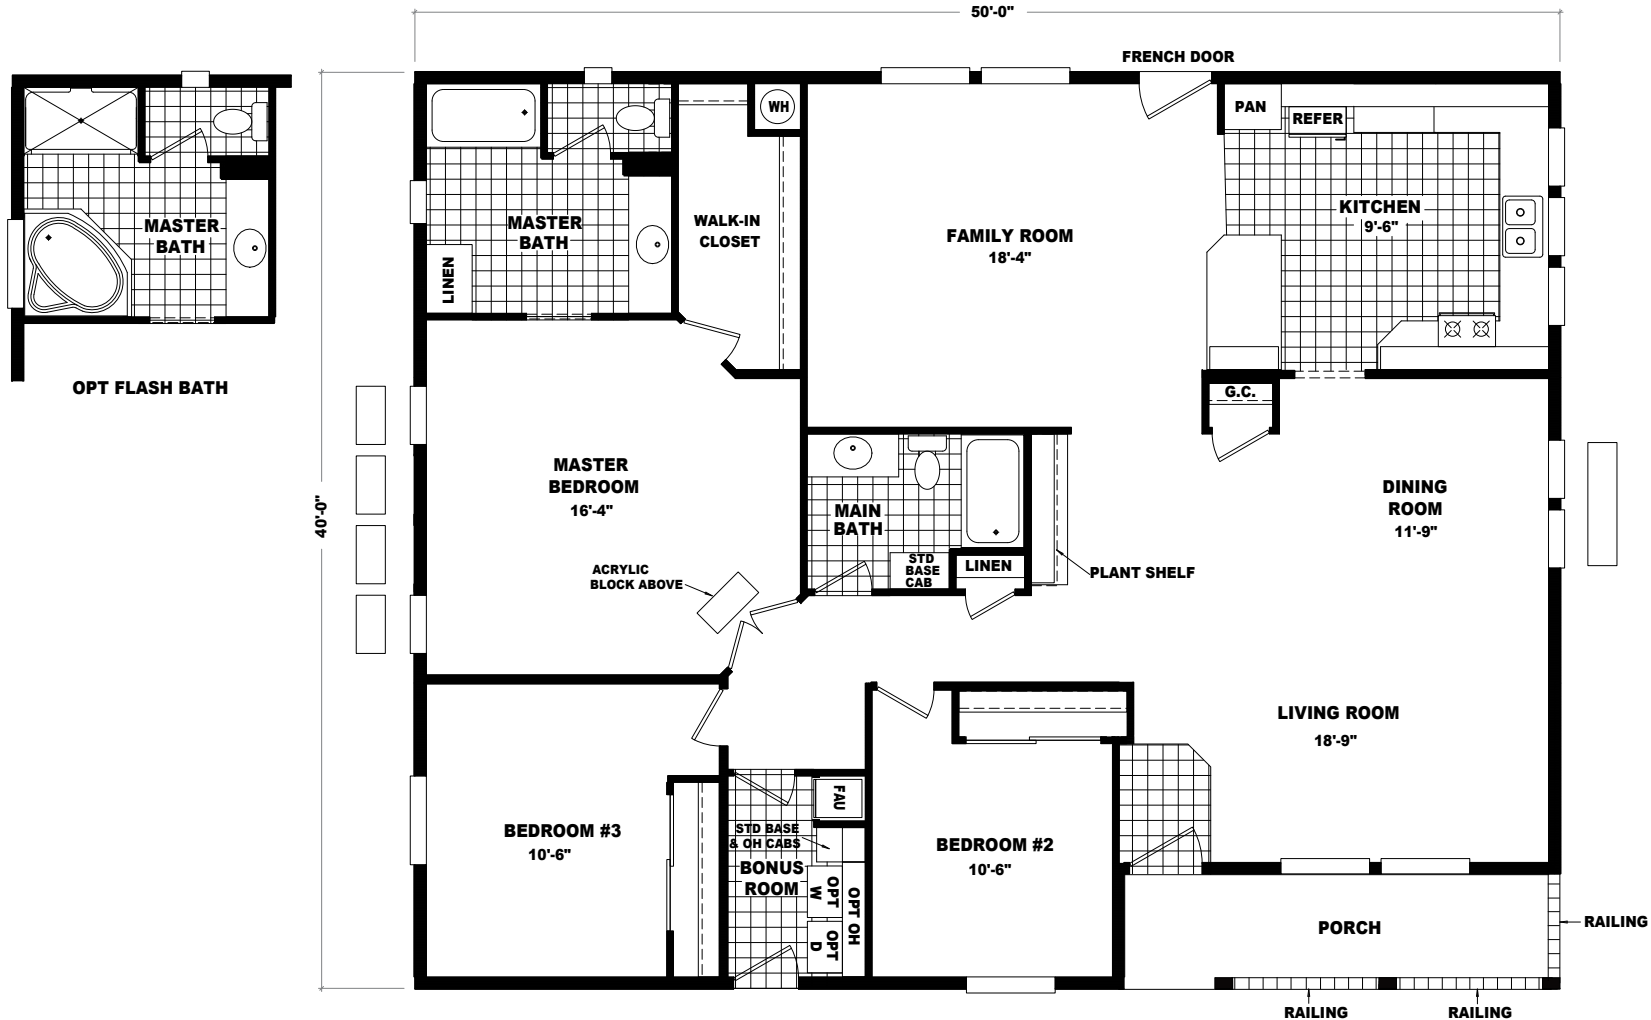 50'-0"
FRENCH DOOR
WH
PAN
REFER
MASTER
BATH
MASTER
BATH
WALK-IN
CLOSET
FAMILY ROOM
18'-4"
KITCHEN
9'-6"
LINEN
OPT FLASH BATH
G.C.
40'-0"
MASTER
BEDROOM
16'-4"
MAIN
BATH
DINING
ROOM
11'-9"
STD
BASE
CAB
LINEN
PLANT SHELF
ACRYLIC
BLOCK ABOVE
LIVING ROOM
18'-9"
FAU
BEDROOM #3
10'-6"
STD BASE
& OH CABS
BONUS
ROOM
OPT
W
OPT
D
OPT OH
BEDROOM #2
10'-6"
PORCH
RAILING
RAILING
RAILING